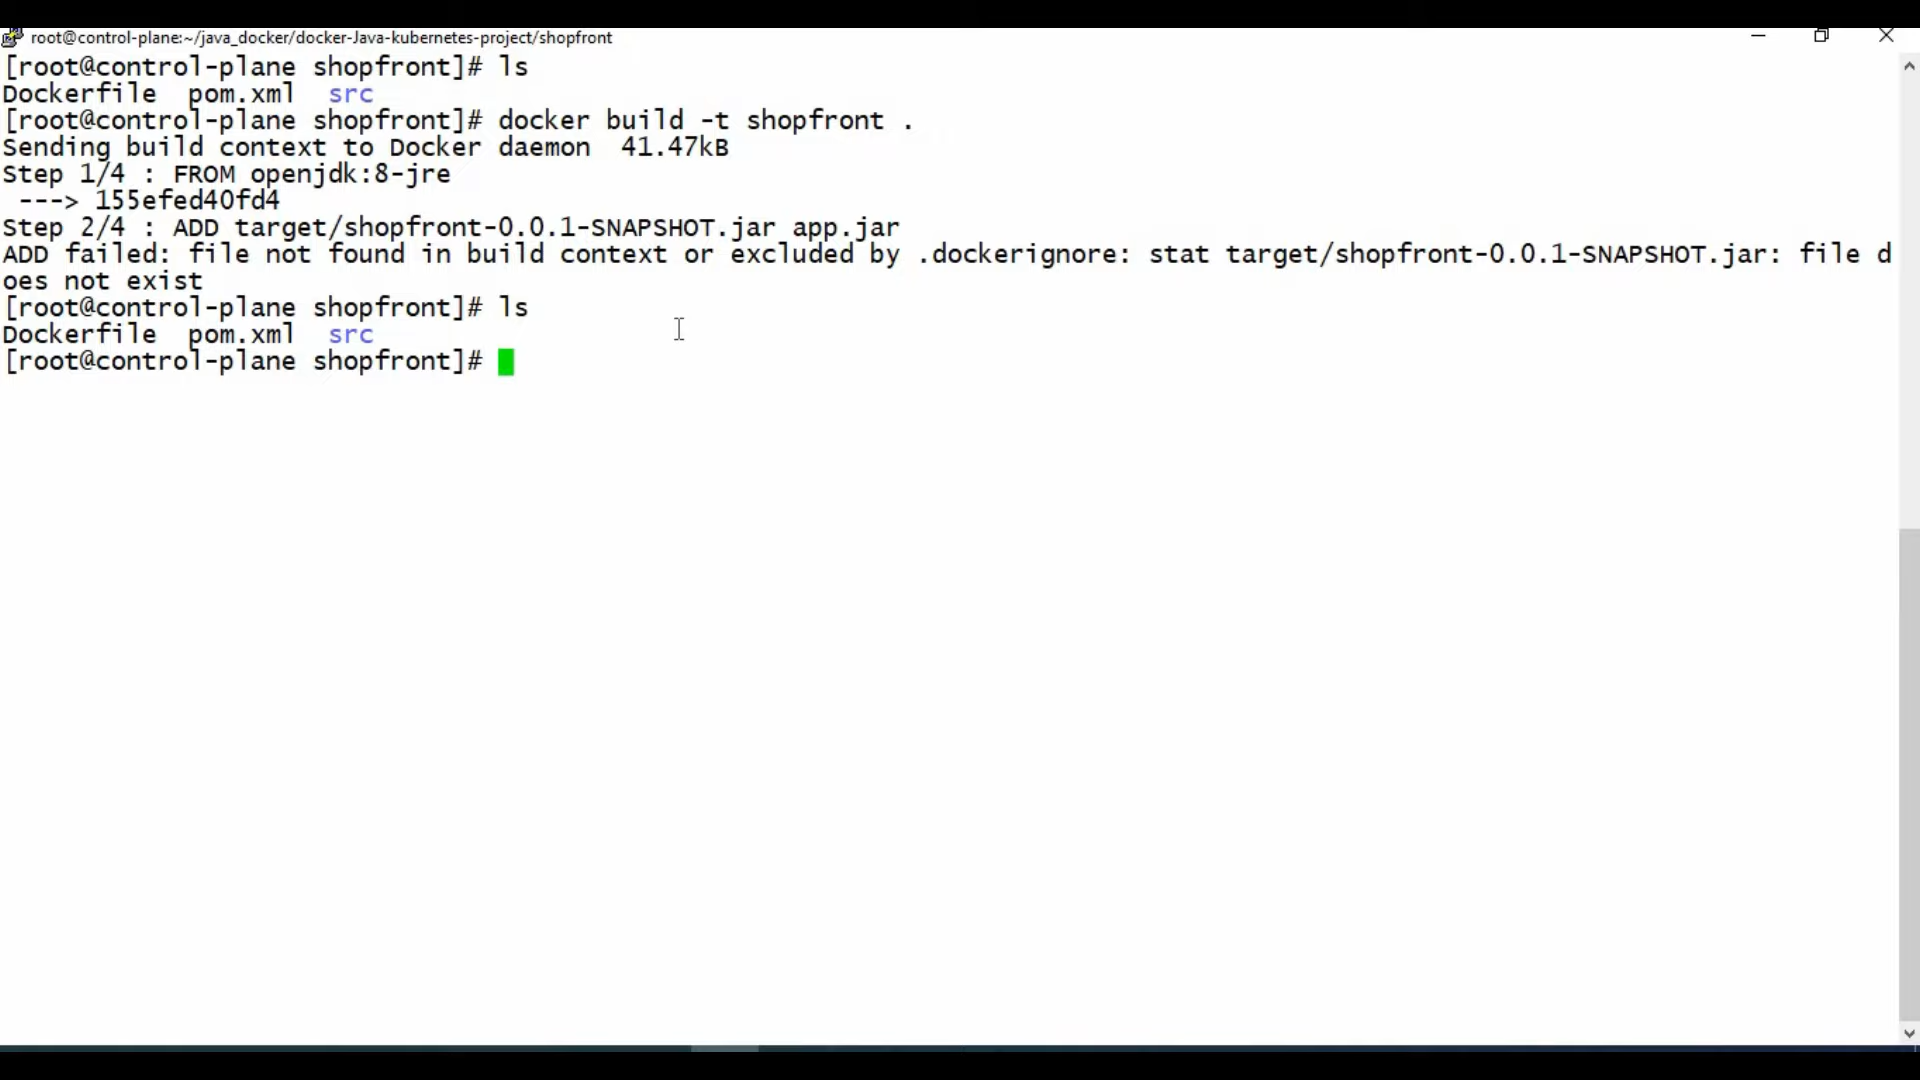 root@control-plane:~/java_docker/docker-Java-kubernetes-project/shopfront
[root@control-plane shopfront]# ls
Dockerfile  pom.xml  src
[root@control-plane shopfront]# docker build -t shopfront .
Sending build context to Docker daemon  41.47kB
Step 1/4 : FROM openjdk:8-jre
 ---> 155efed40fd4
Step 2/4 : ADD target/shopfront-0.0.1-SNAPSHOT.jar app.jar
ADD failed: file not found in build context or excluded by .dockerignore: stat target/shopfront-0.0.1-SNAPSHOT.jar: file d
oes not exist
[root@control-plane shopfront]# ls
Dockerfile  pom.xml  src
[root@control-plane shopfront]#